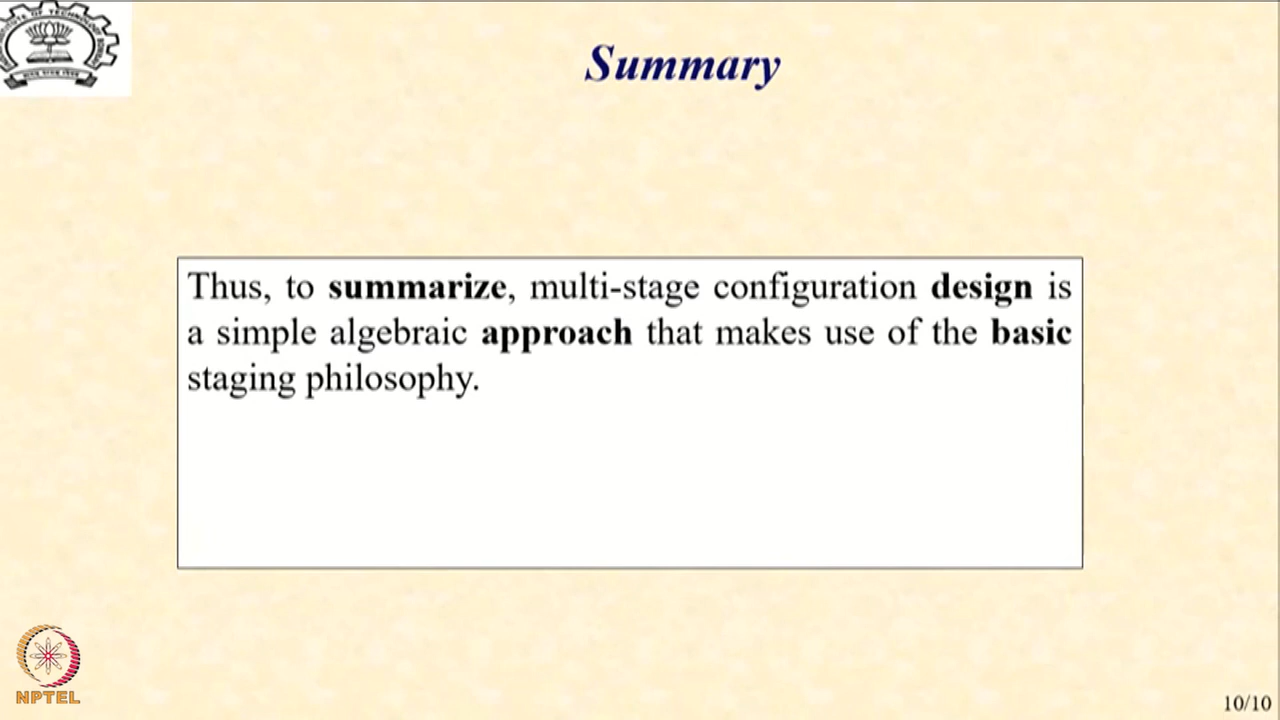 Summary
Thus, to summarize, multi-stage configuration design is
a simple algebraic approach that makes use of the basic
staging philosophy.
NPTEL
10/10